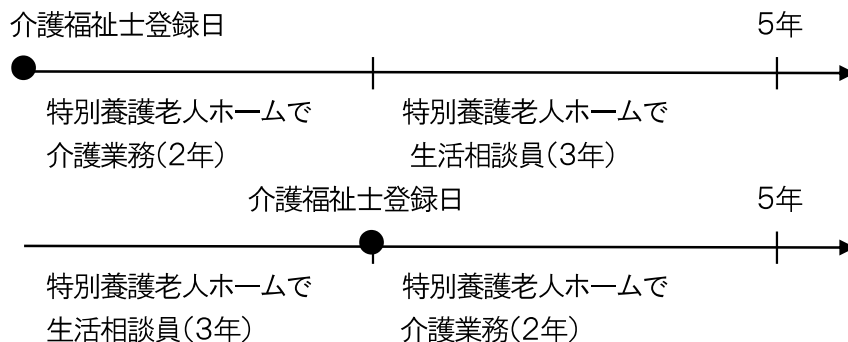 介護福祉士登録日 5年
特別養護老人ホームで 特別養護老人ホームで
介護業務(2年) 生活相談員(3年)
介護福祉士登録日 5年
特別養護老人ホームで 特別養護老人ホームで
生活相談員(3年) 介護業務(2年)